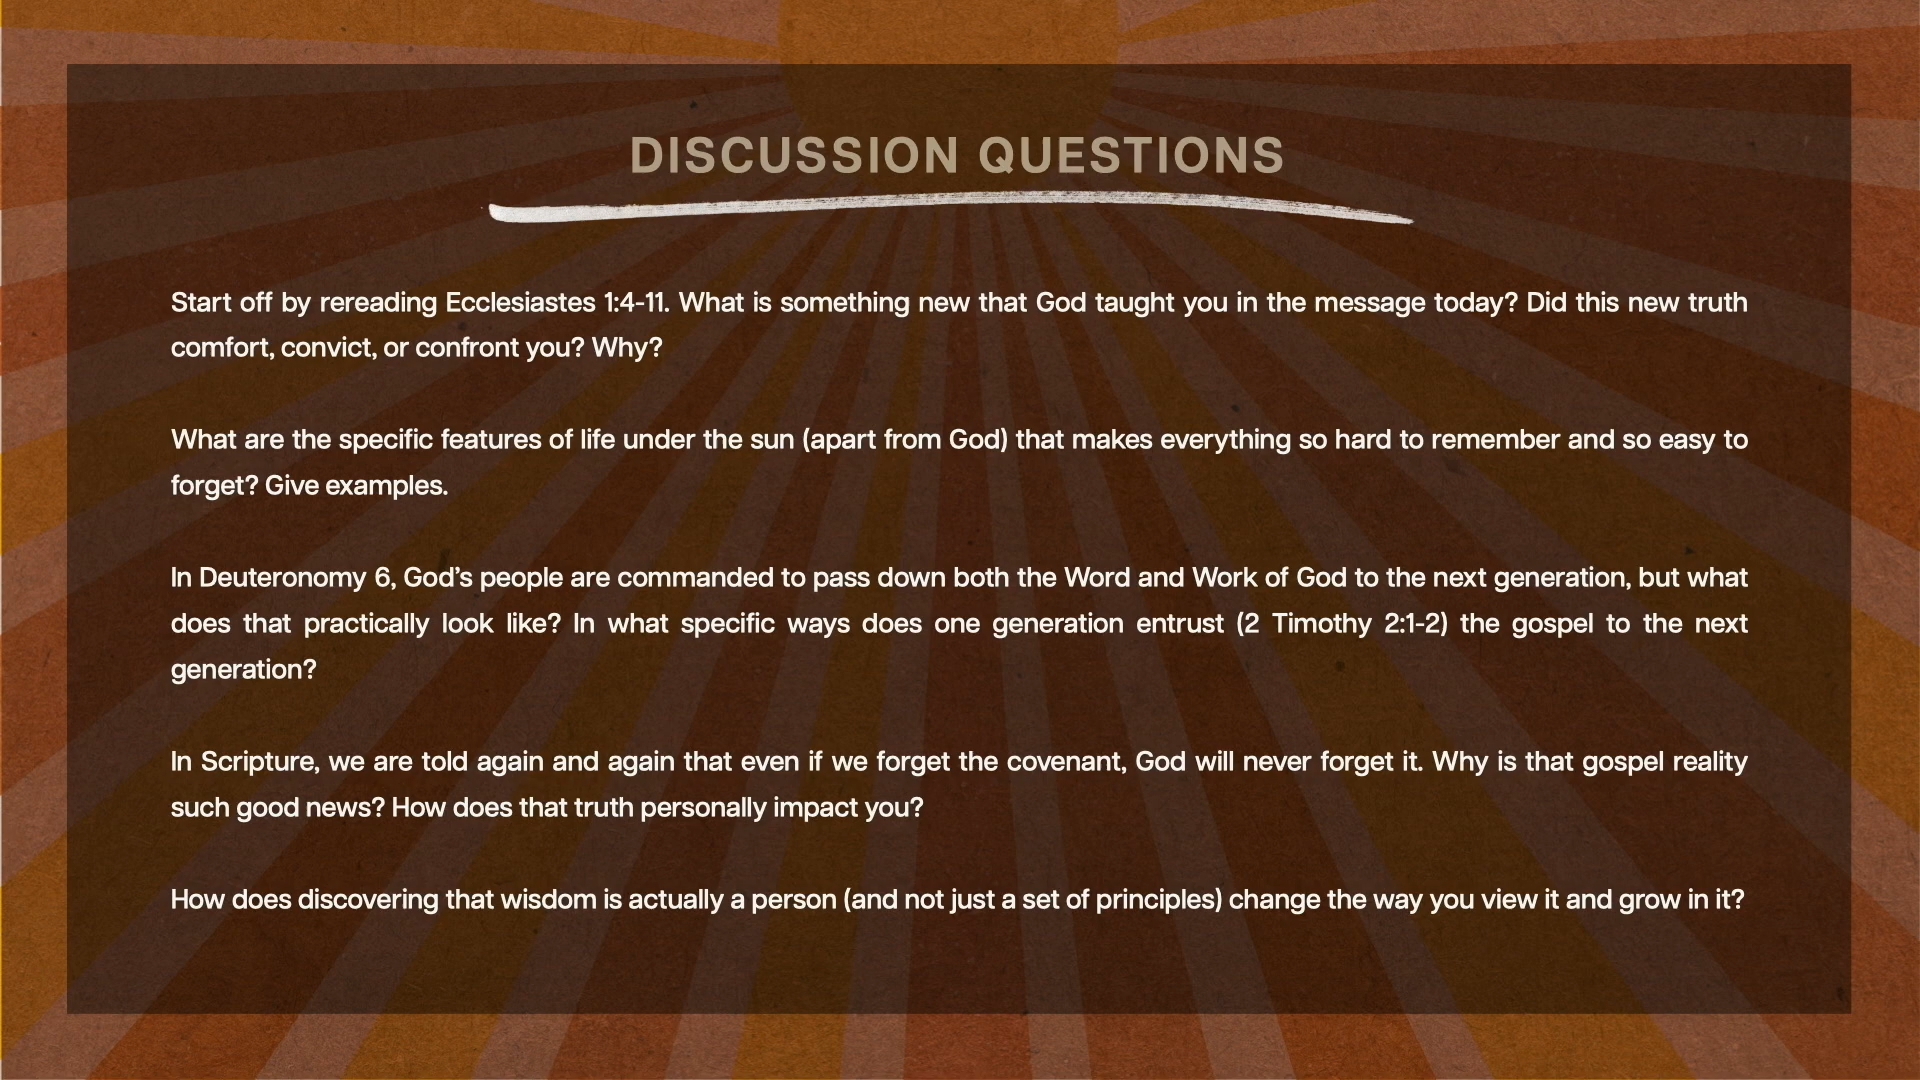 DISCUSSION QUESTIONS
Start off by rereading Ecclesiastes 1:4-11. What is something new that God taught you in the message today? Did this new truth
comfort, convict, or confront you? Why?
What are the specific features of life under the sun (apart from God) that makes everything so hard to remember and so easy to
forget? Give examples.
In Deuteronomy 6, God’s people are commanded to pass down both the Word and Work of God to the next generation, but what
does that practically look like? In what specific ways does one generation entrust (2 Timothy 2:1-2) the gospel to the next
generation?
In Scripture, we are told again and again that even if we forget the covenant, God will never forget it. Why is that gospel reality
such good news? How does that truth personally impact you?
How does discovering that wisdom is actually a person (and not just a set of principles) change the way you view it and grow in it?